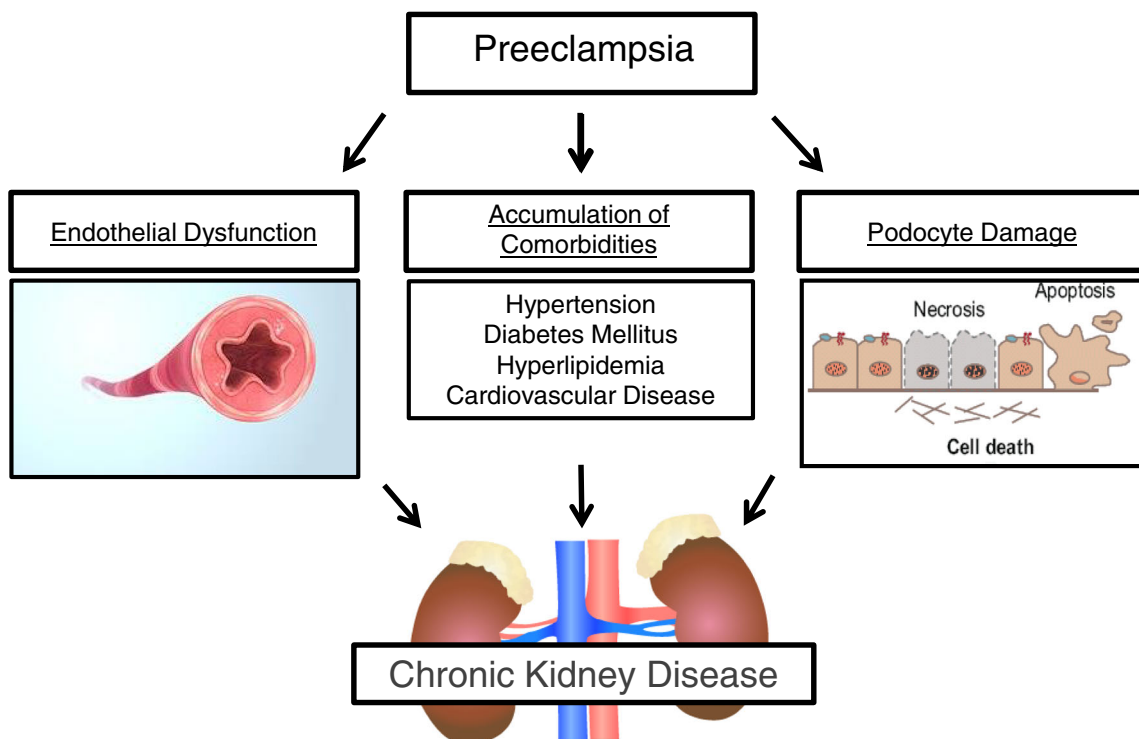 Preeclampsia
Endothelial Dysfunction
Accumulation of
Comorbidities
Hypertension
Diabetes Mellitus
Hyperlipidemia
Cardiovascular Disease
Podocyte Damage
Apoptosis
Necrosis
Cell death
Chronic Kidney Disease